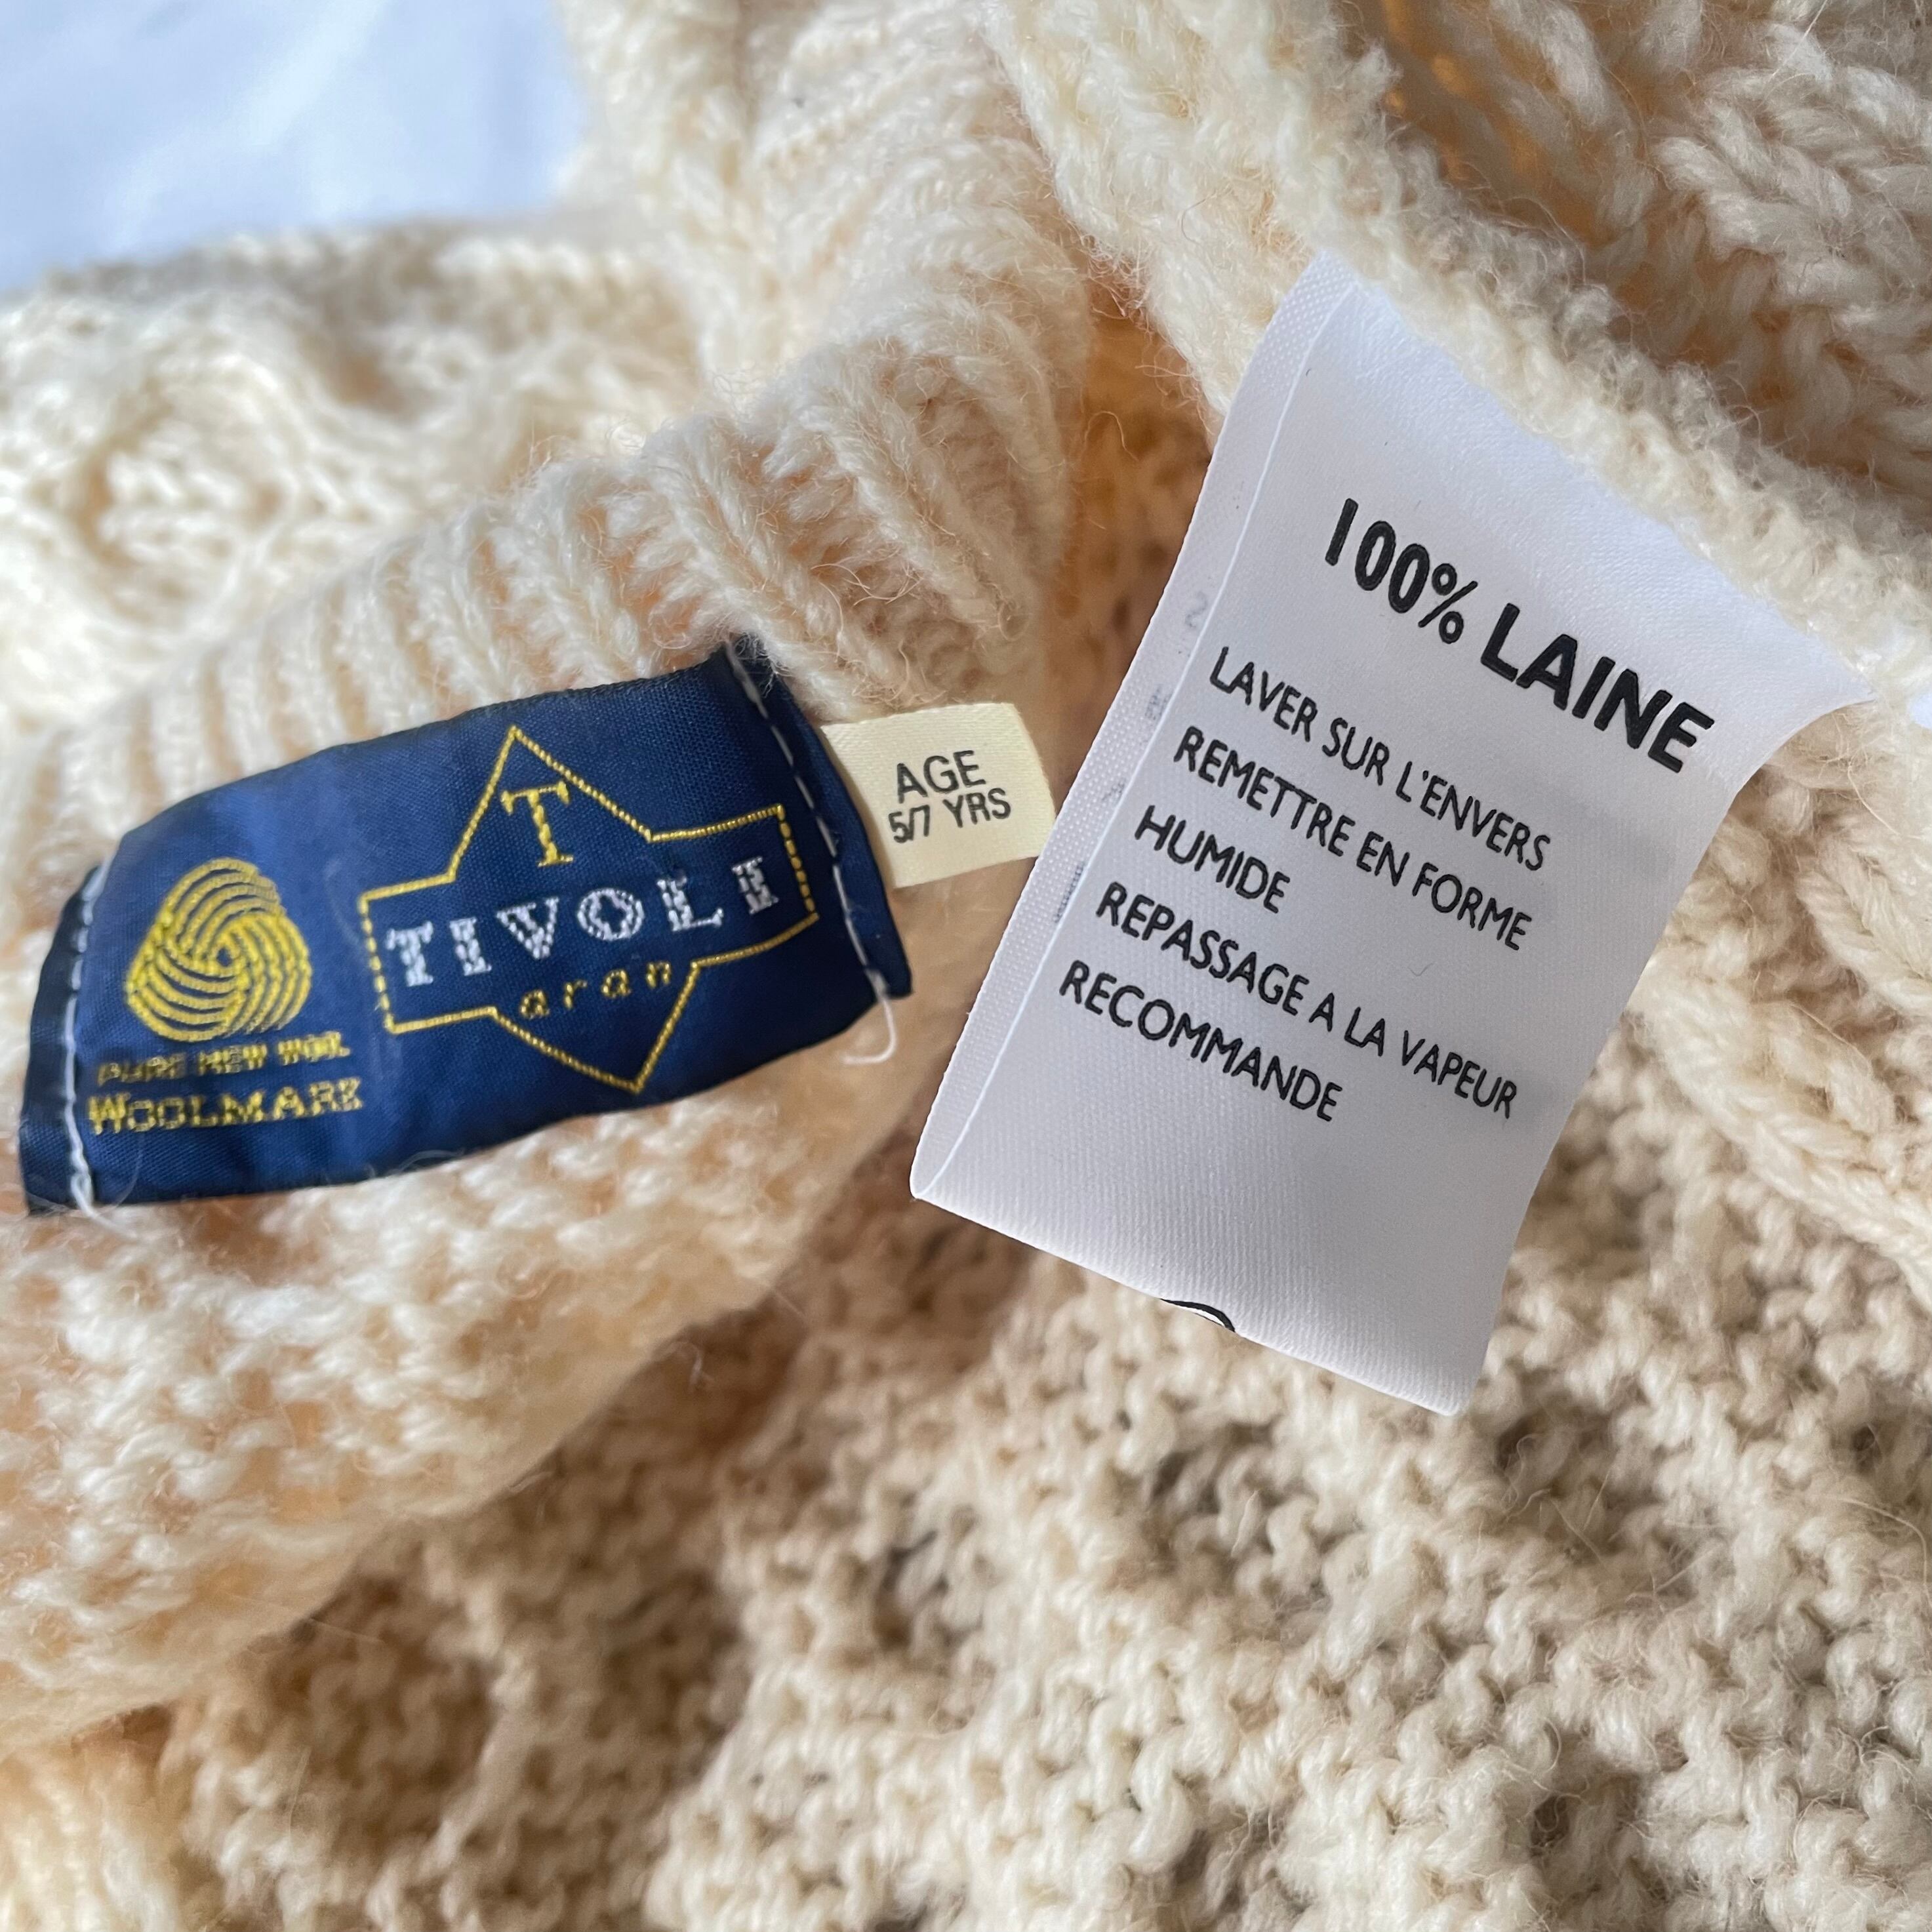 T
TIVOLI
aran
PURE NEW WOOL
WOOLMARK
AGE
5/7 YRS
100% LAINE
LAVER SUR L'ENVERS
REMETTRE EN FORME
HUMIDE
REPASSAGE A LA VAPEUR
RECOMMANDE